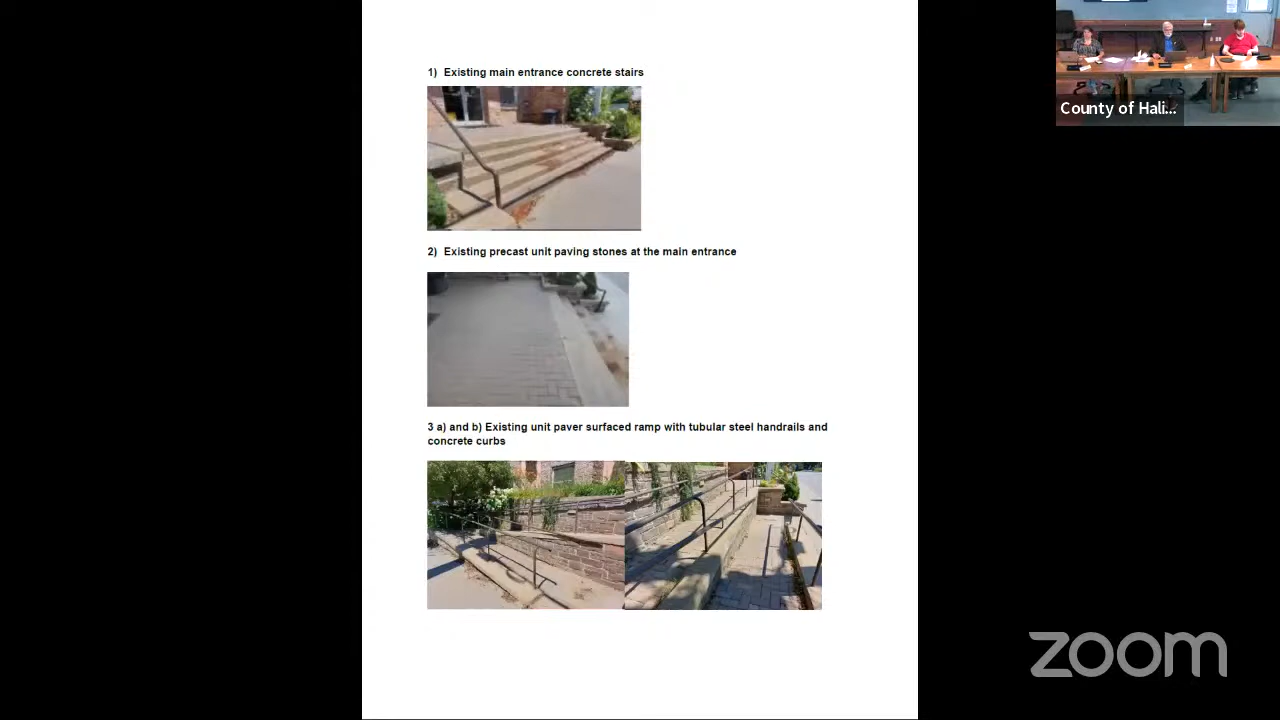 1) Existing main entrance concrete stairs
County of Hali...
2) Existing precast unit paving stones at the main entrance
3 a) and b) Existing unit paver surfaced ramp with tubular steel handrails and
concrete curbs
zoom